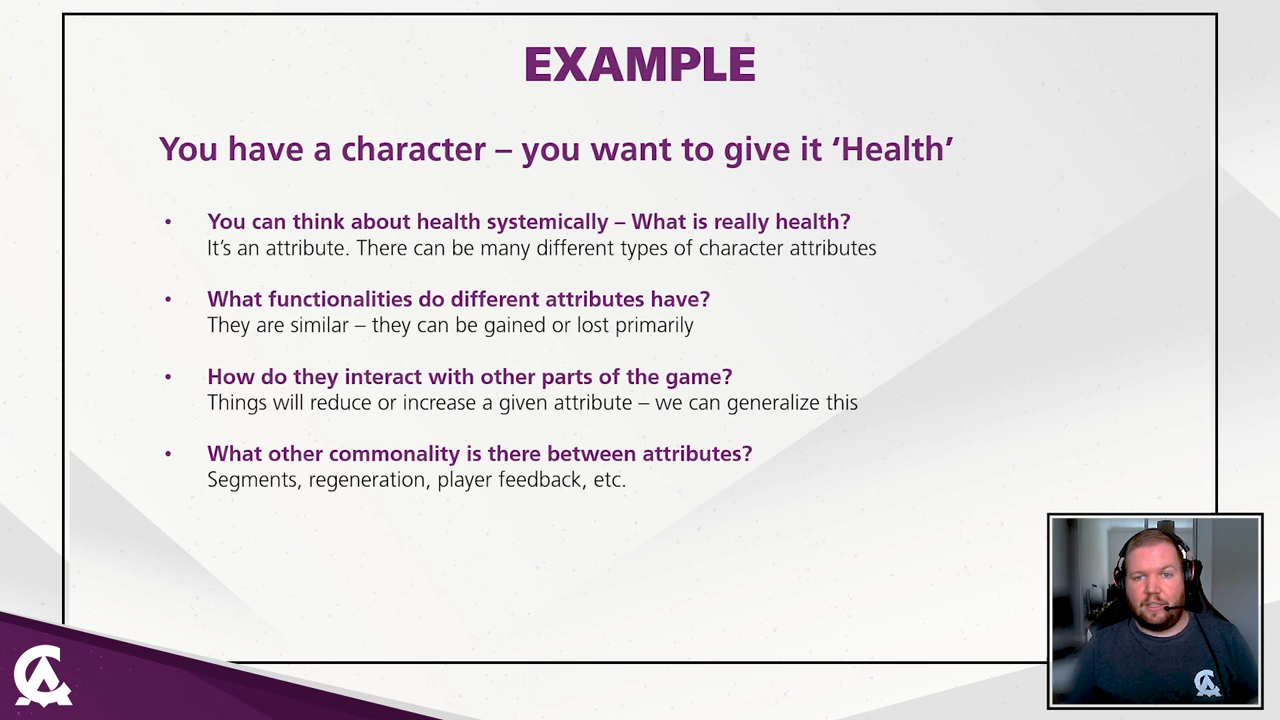 EXAMPLE
You have a character – you want to give it ‘Health’
• You can think about health systemically – What is really health?
It’s an attribute. There can be many different types of character attributes
• What functionalities do different attributes have?
They are similar – they can be gained or lost primarily
• How do they interact with other parts of the game?
Things will reduce or increase a given attribute – we can generalize this
• What other commonality is there between attributes?
Segments, regeneration, player feedback, etc.